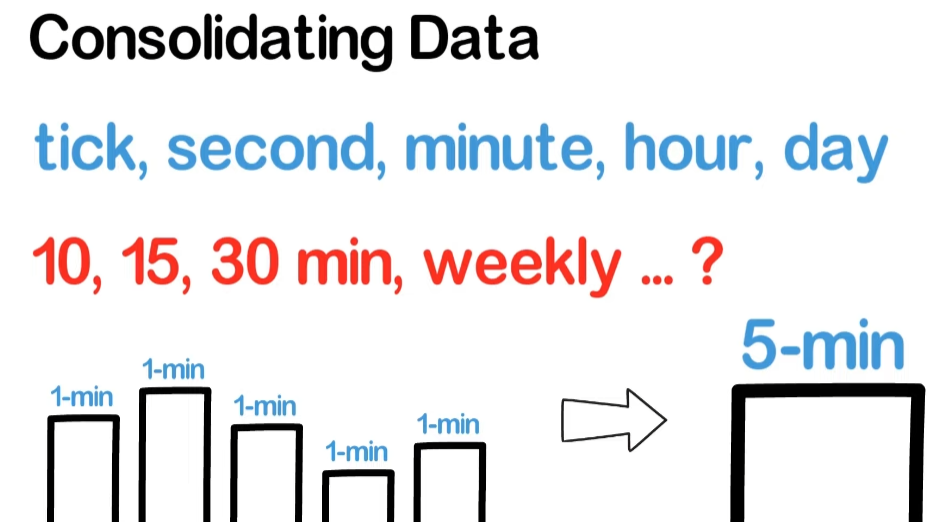 Consolidating Data
tick, second, minute, hour, day
10, 15, 30 min, weekly ... ?
5-min
1-min
1-min
1-min
1-min
1-min